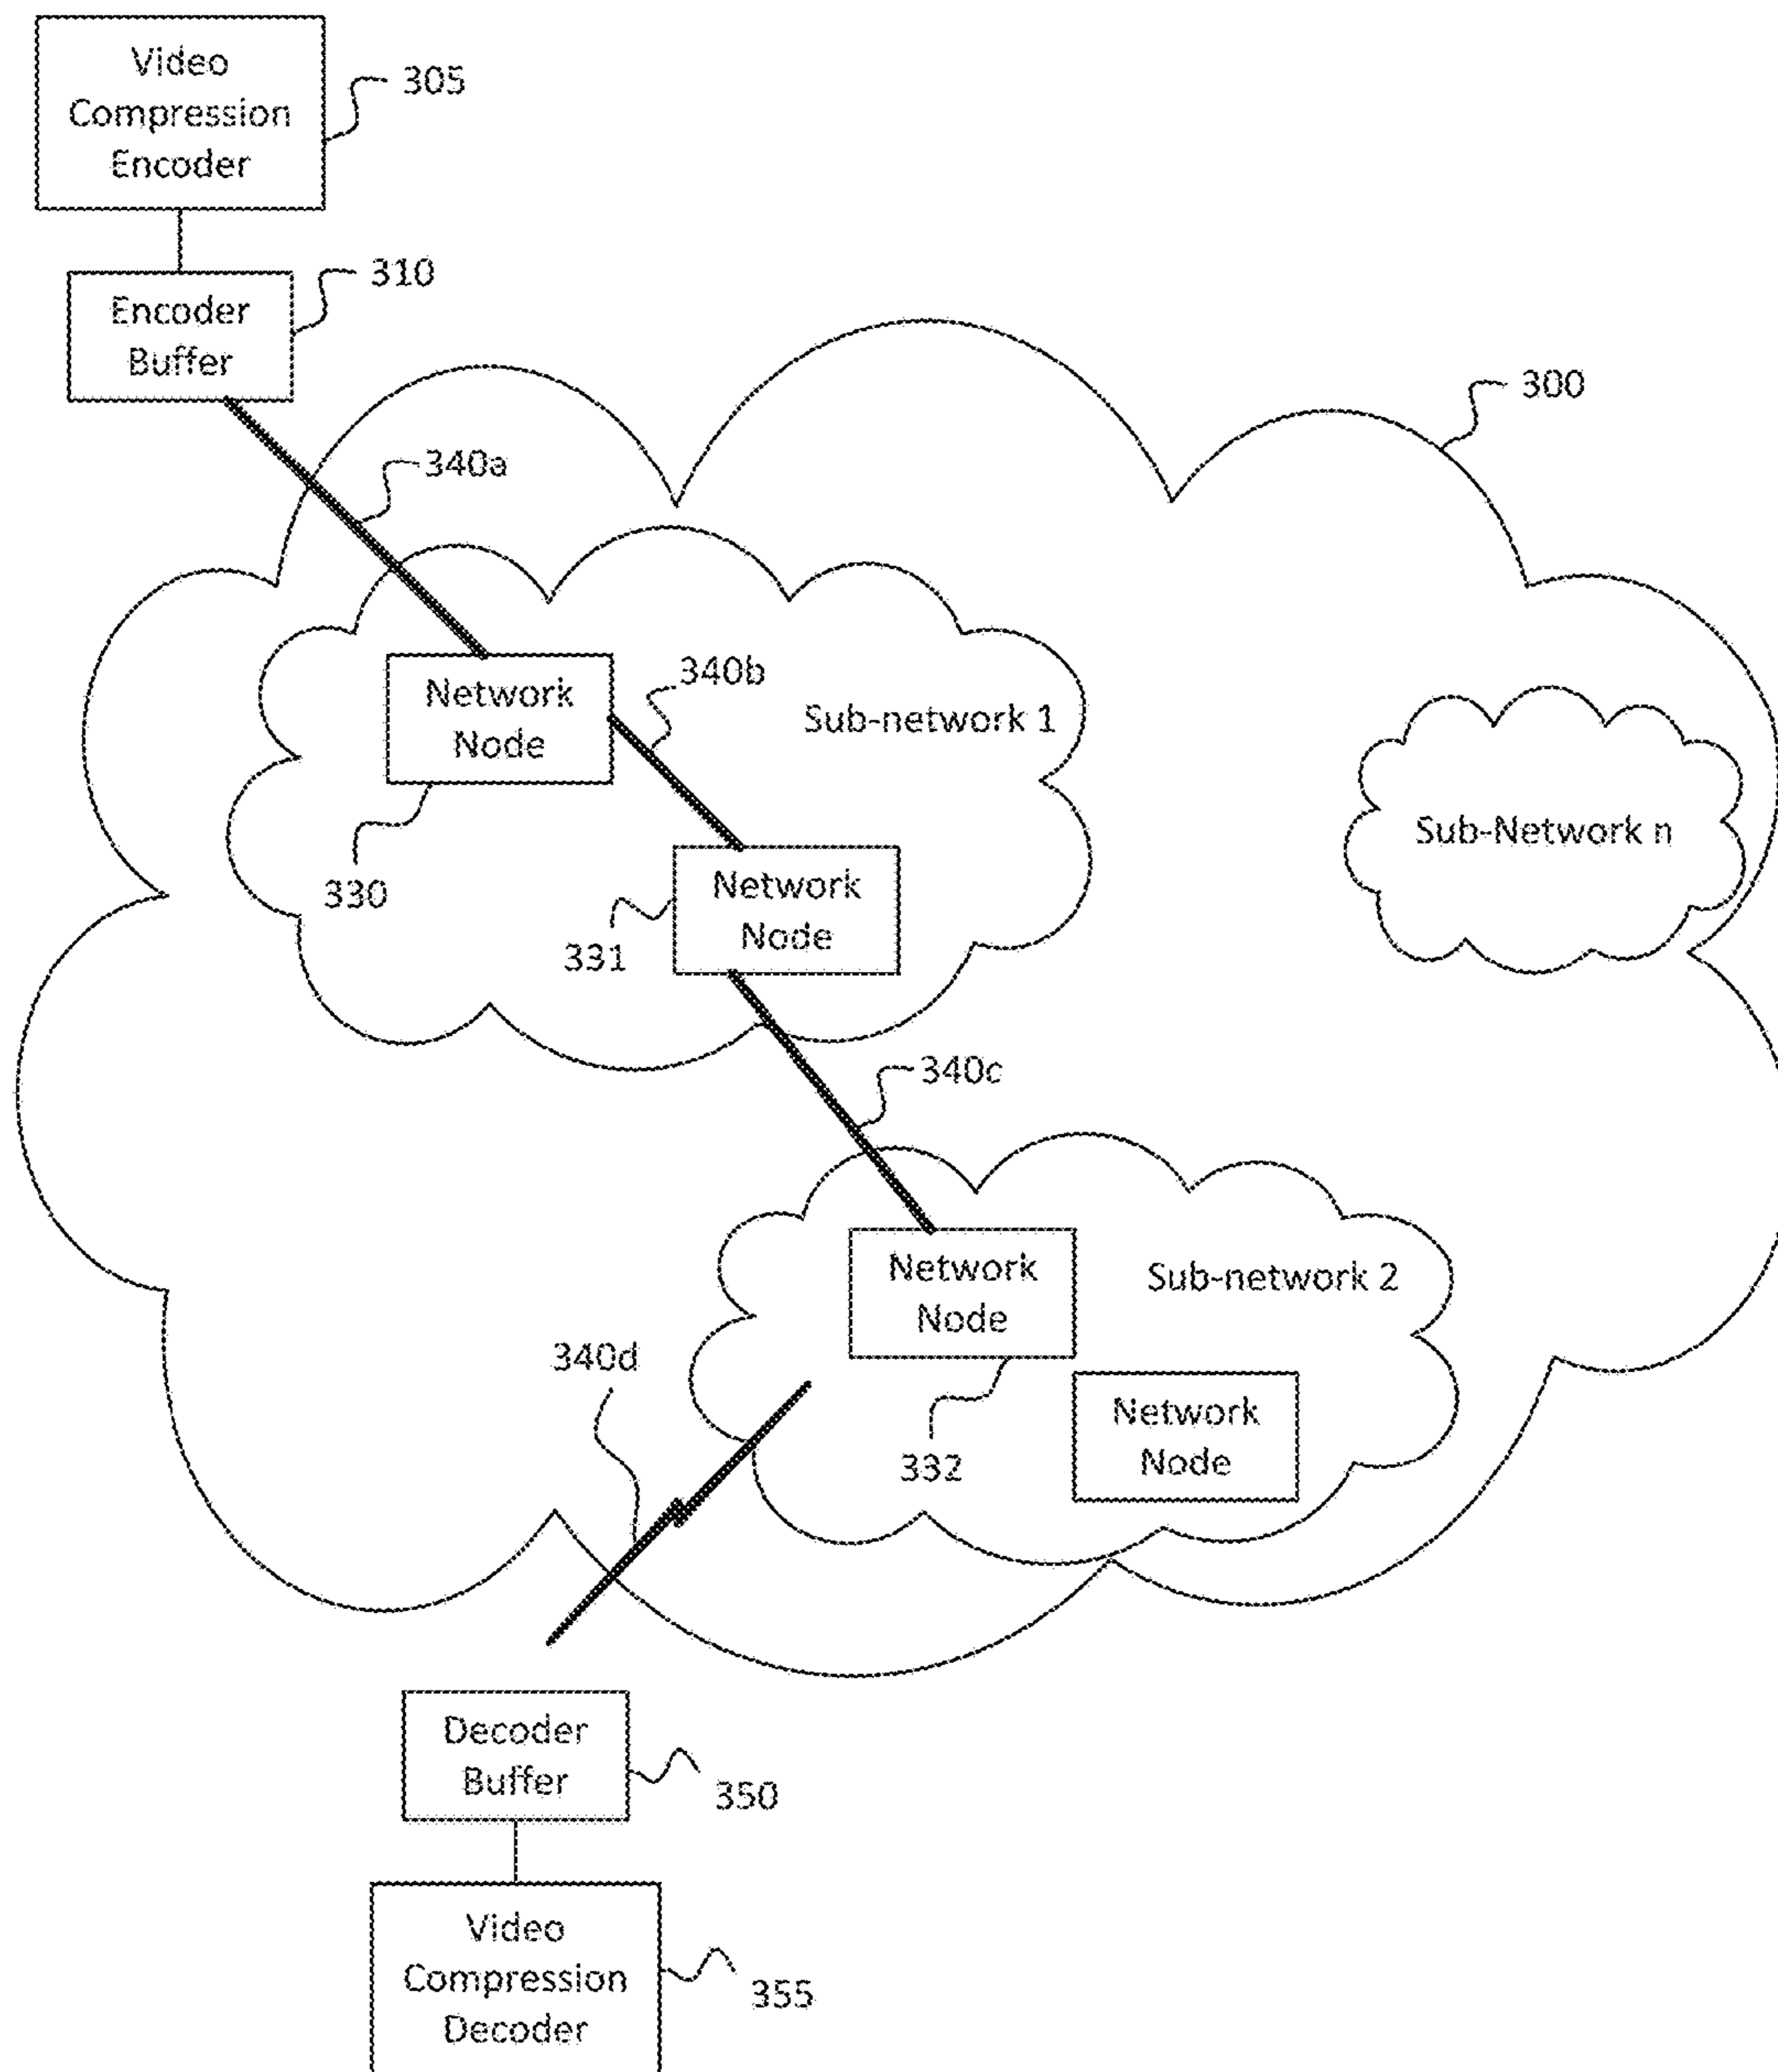 Video
Compression
Encoder
305
Encoder
Buffer
310
300
340a
Network
Node
330
340b
Sub-network 1
Network
Node
331
Sub-Network n
340c
Network
Node
332
Sub-network 2
Network
Node
340d
Decoder
Buffer
350
Video
Compression
Decoder
355